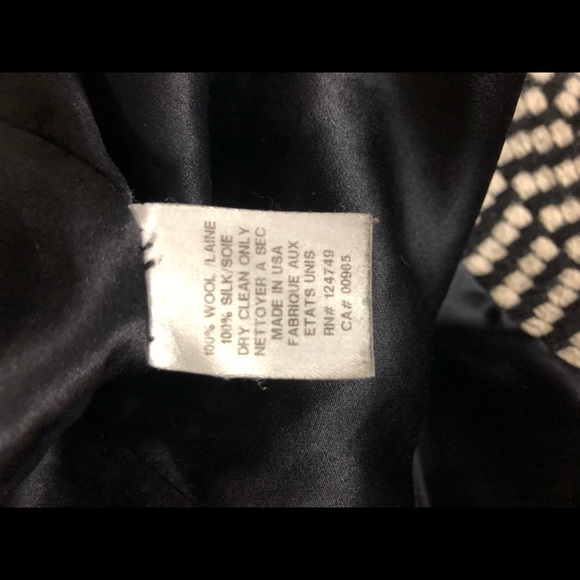 100% WOOL /LAINE
100% SILK/SOIE
DRY CLEAN ONLY
NETTOYER A SEC
MADE IN USA
FABRIQUE AUX
ETATS UNIS
RN# 124749
CA# 00985